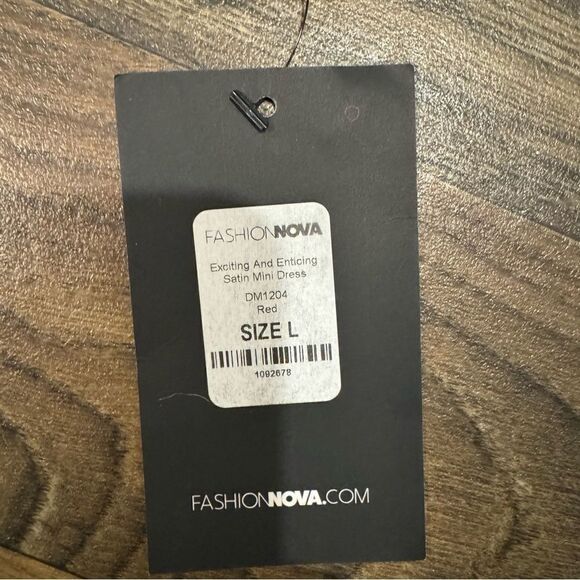 FASHIONNOVA
Exciting And Enticing
Satin Mini Dress
DM1204
Red
SIZE L
1092678
FASHIONNOVA.COM